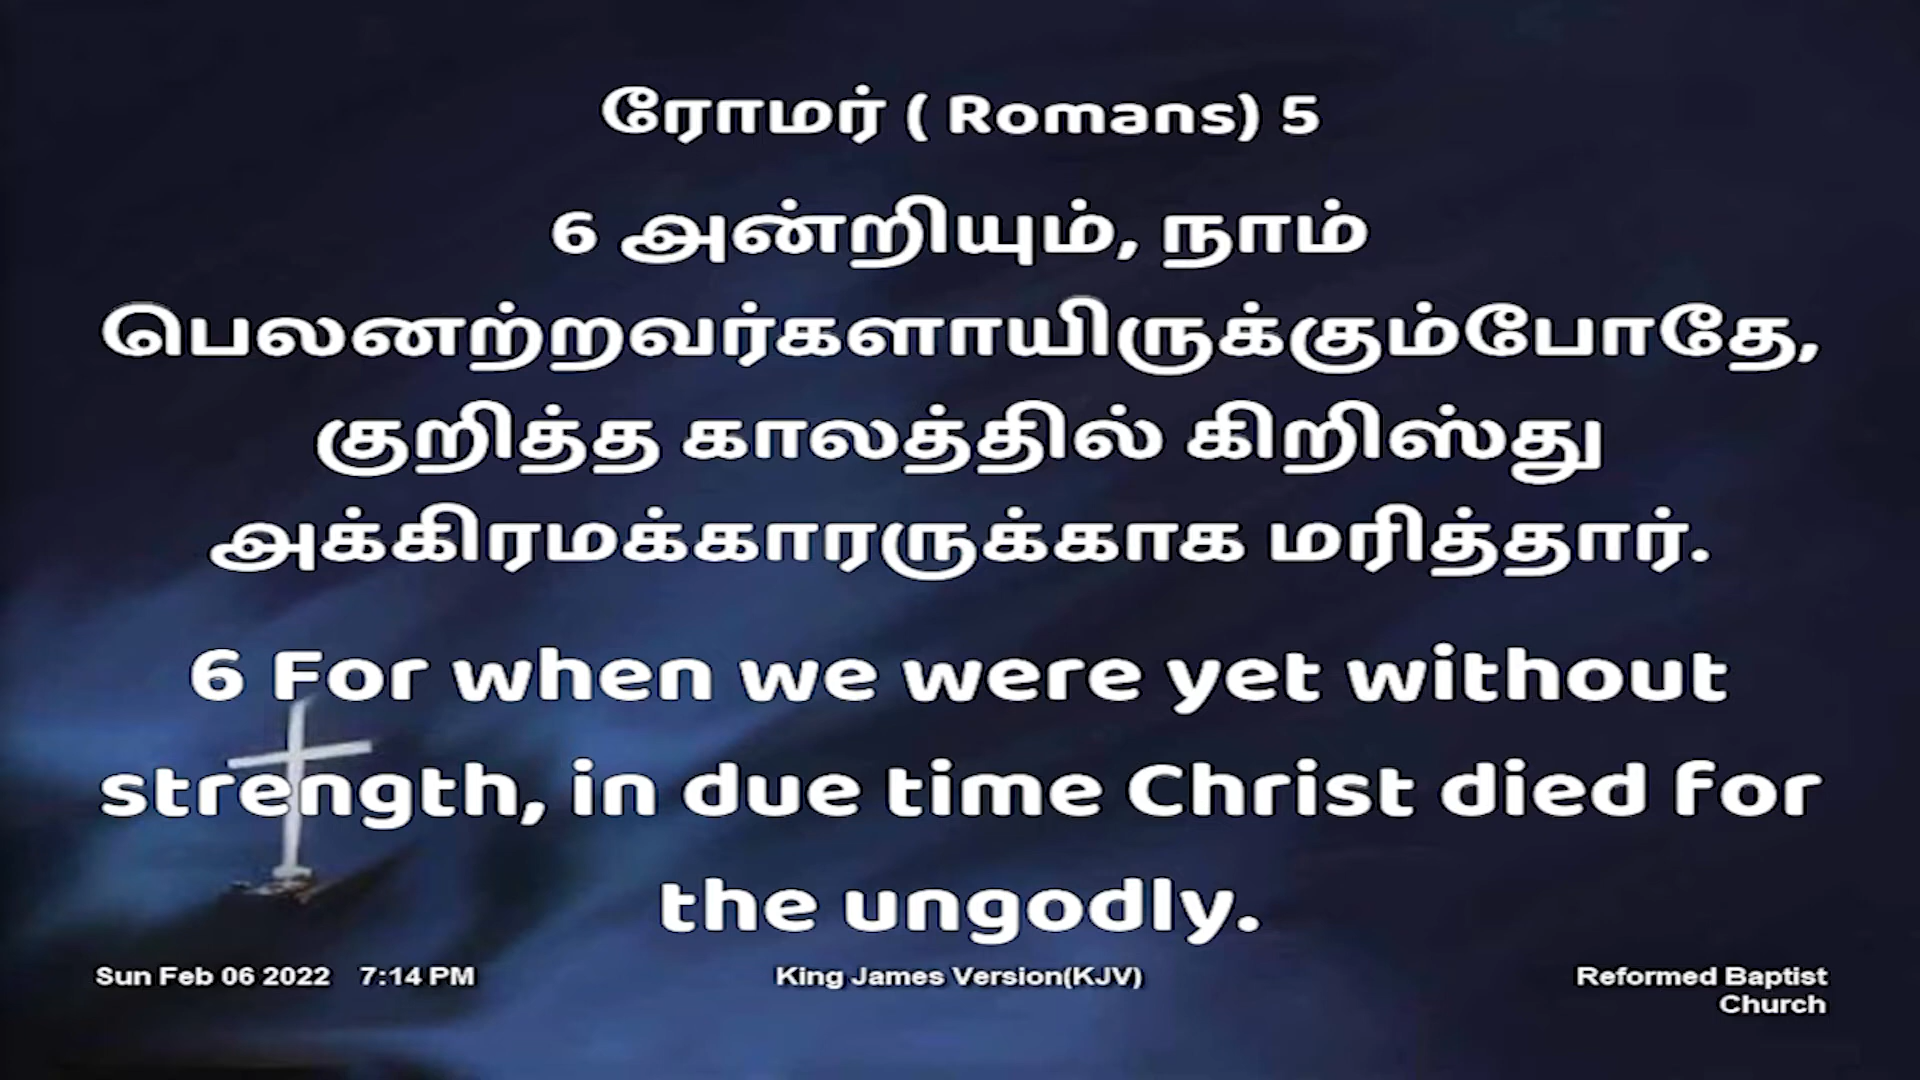 ரோமர் ( Romans) 5
6 அன்றியும், நாம்
பெலனற்றவர்களாயிருக்கும்போதே,
குறித்த காலத்தில் கிறிஸ்து
அக்கிரமக்காரருக்காக மரித்தார்.
6 For when we were yet without
strength, in due time Christ died for
the ungodly.
Sun Feb 06 2022 7:14 PM
King James Version(KJV)
Reformed Baptist
Church